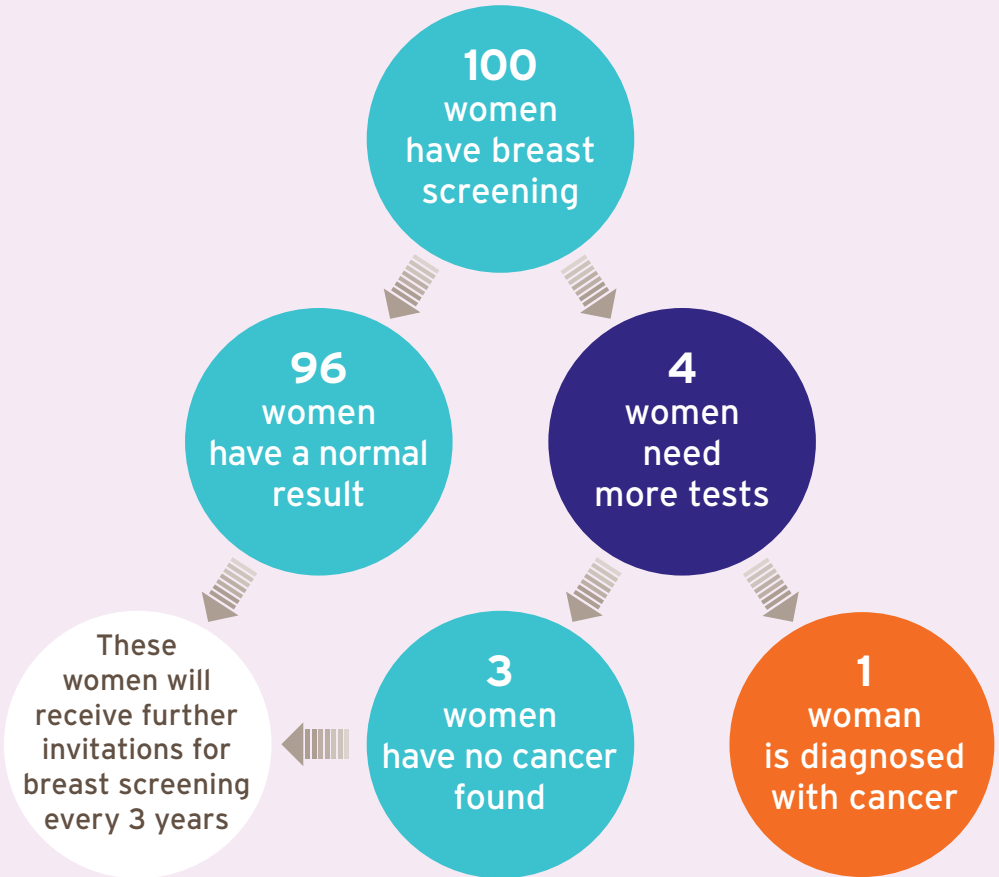 100
women
have breast
screening
96
women
have a normal
result
4
women
need
more tests
These
women will
receive further
invitations for
breast screening
every 3 years
3
women
have no cancer
found
1
woman
is diagnosed
with cancer